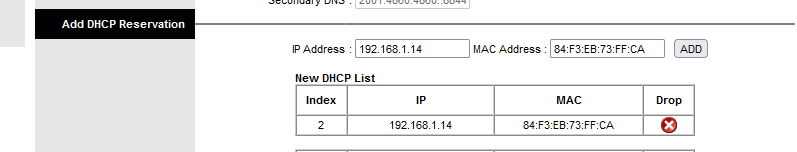 Secondary DNS : 2001:4860:4860::8844
Add DHCP Reservation
IP Address : 192.168.1.14 MAC Address : 84:F3:EB:73:FF:CA ADD
New DHCP List
Index IP MAC Drop
2 192.168.1.14 84:F3:EB:73:FF:CA